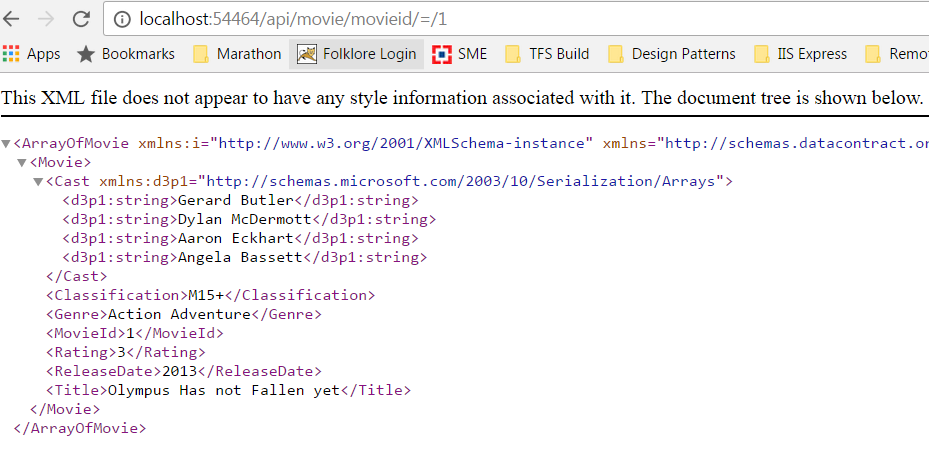 localhost:54464/api/movie/movieid/=/1
Apps Bookmarks Marathon Folklore Login SME TFS Build Design Patterns IIS Express Remo
This XML file does not appear to have any style information associated with it. The document tree is shown below.
▼<ArrayOfMovie xmlns:i="http://www.w3.org/2001/XMLSchema-instance" xmlns="http://schemas.datacontract.or
▼<Movie>
▼<Cast xmlns:d3p1="http://schemas.microsoft.com/2003/10/Serialization/Arrays">
<d3p1:string>Gerard Butler</d3p1:string>
<d3p1:string>Dylan McDermott</d3p1:string>
<d3p1:string>Aaron Eckhart</d3p1:string>
<d3p1:string>Angela Bassett</d3p1:string>
</Cast>
<Classification>M15+</Classification>
<Genre>Action Adventure</Genre>
<MovieId>1</MovieId>
<Rating>3</Rating>
<ReleaseDate>2013</ReleaseDate>
<Title>Olympus Has not Fallen yet</Title>
</Movie>
</ArrayOfMovie>